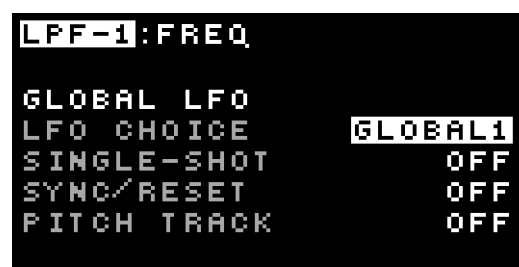 LPF-1:FREQ
GLOBAL LFO
LFO CHOICE GLOBAL1
SINGLE-SHOT OFF
SYNC/RESET OFF
PITCH TRACK OFF